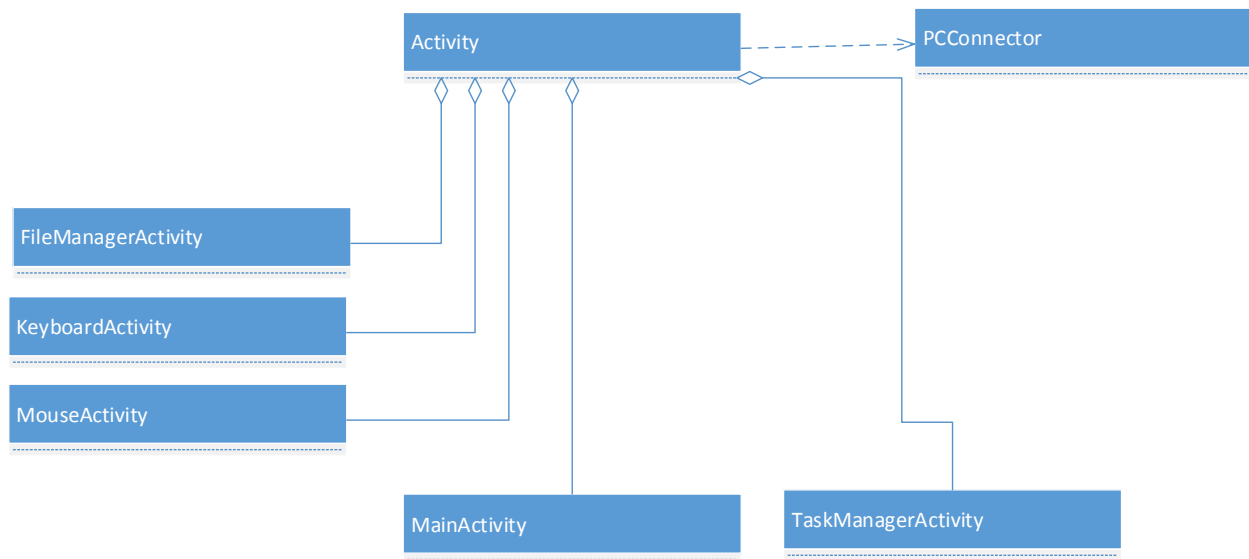 Activity
PCConnector
FileManagerActivity
KeyboardActivity
MouseActivity
MainActivity
TaskManagerActivity